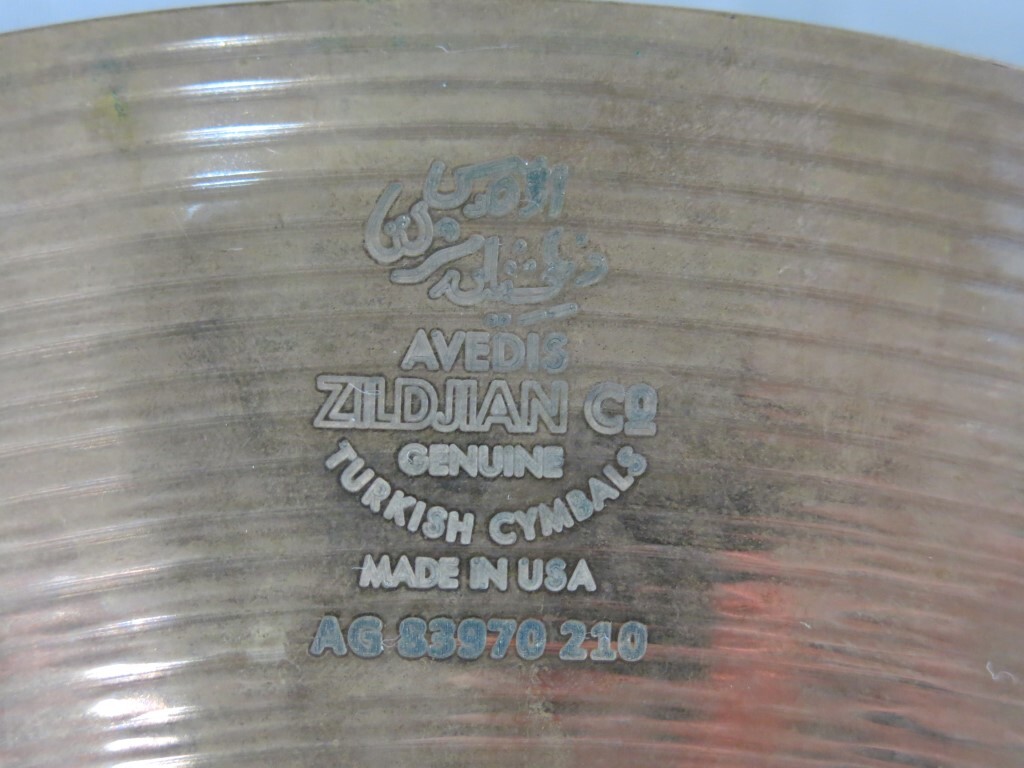 AVEDIS
ZILDJIAN Cº
GENUINE
TURKISH CYMBALS
MADE IN USA
AG 83970 210